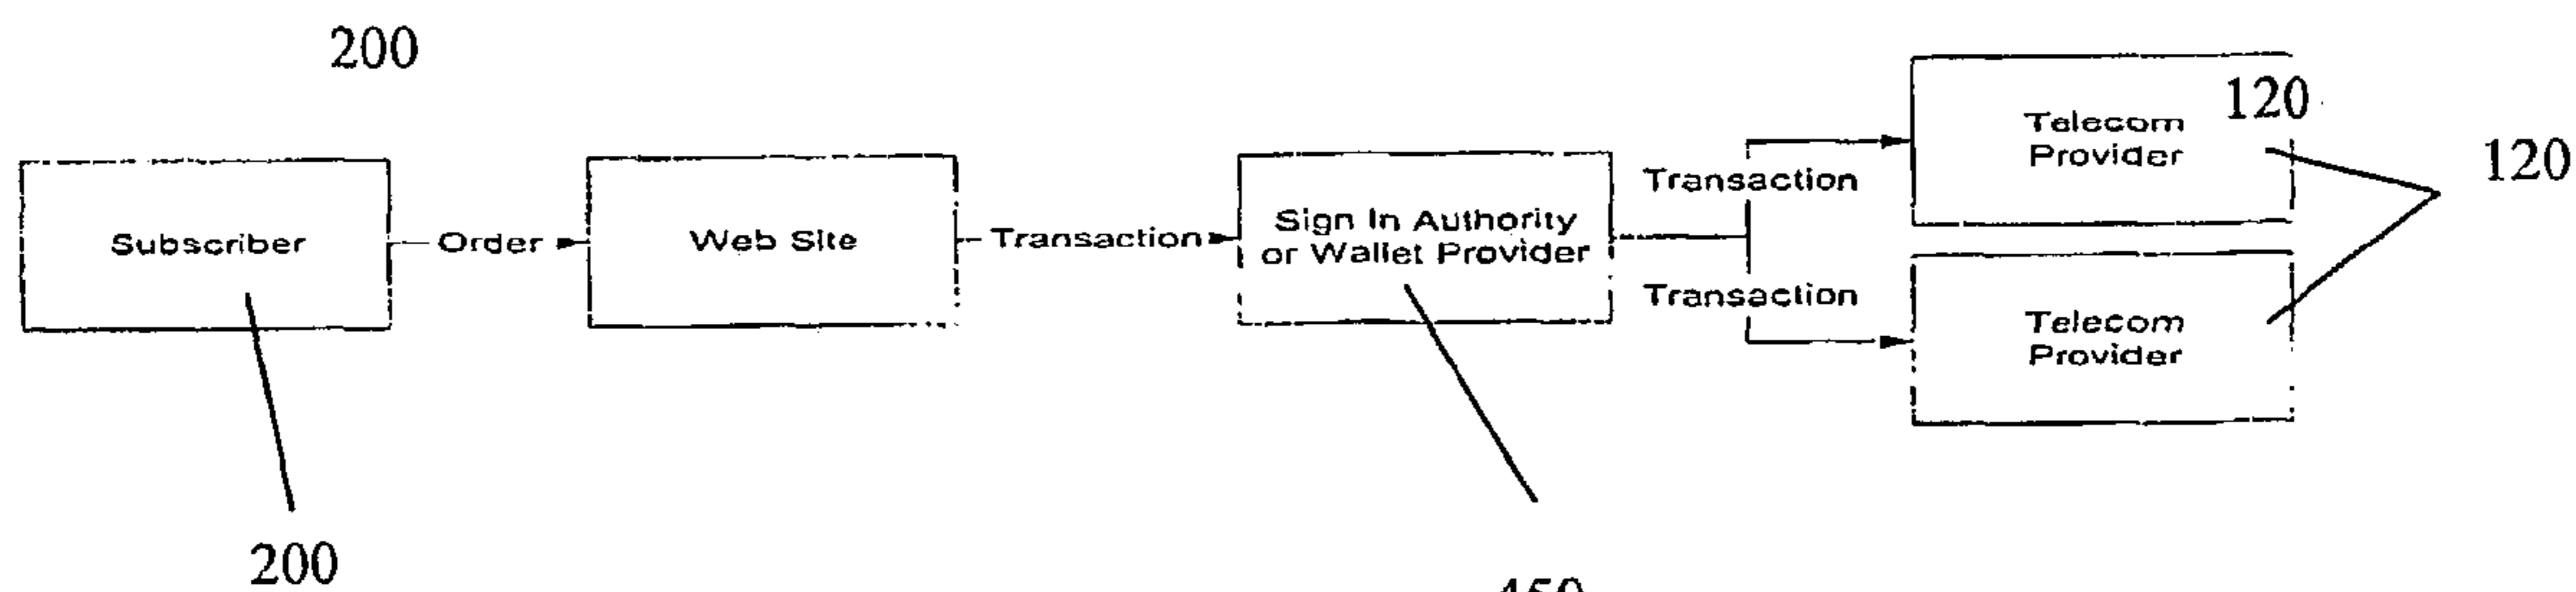 200
120
Telecom
Provider
120
Transaction
Subscriber
Order
Web Site
Transaction
Sign In Authority
or Wallet Provider
Transaction
Telecom
Provider
200